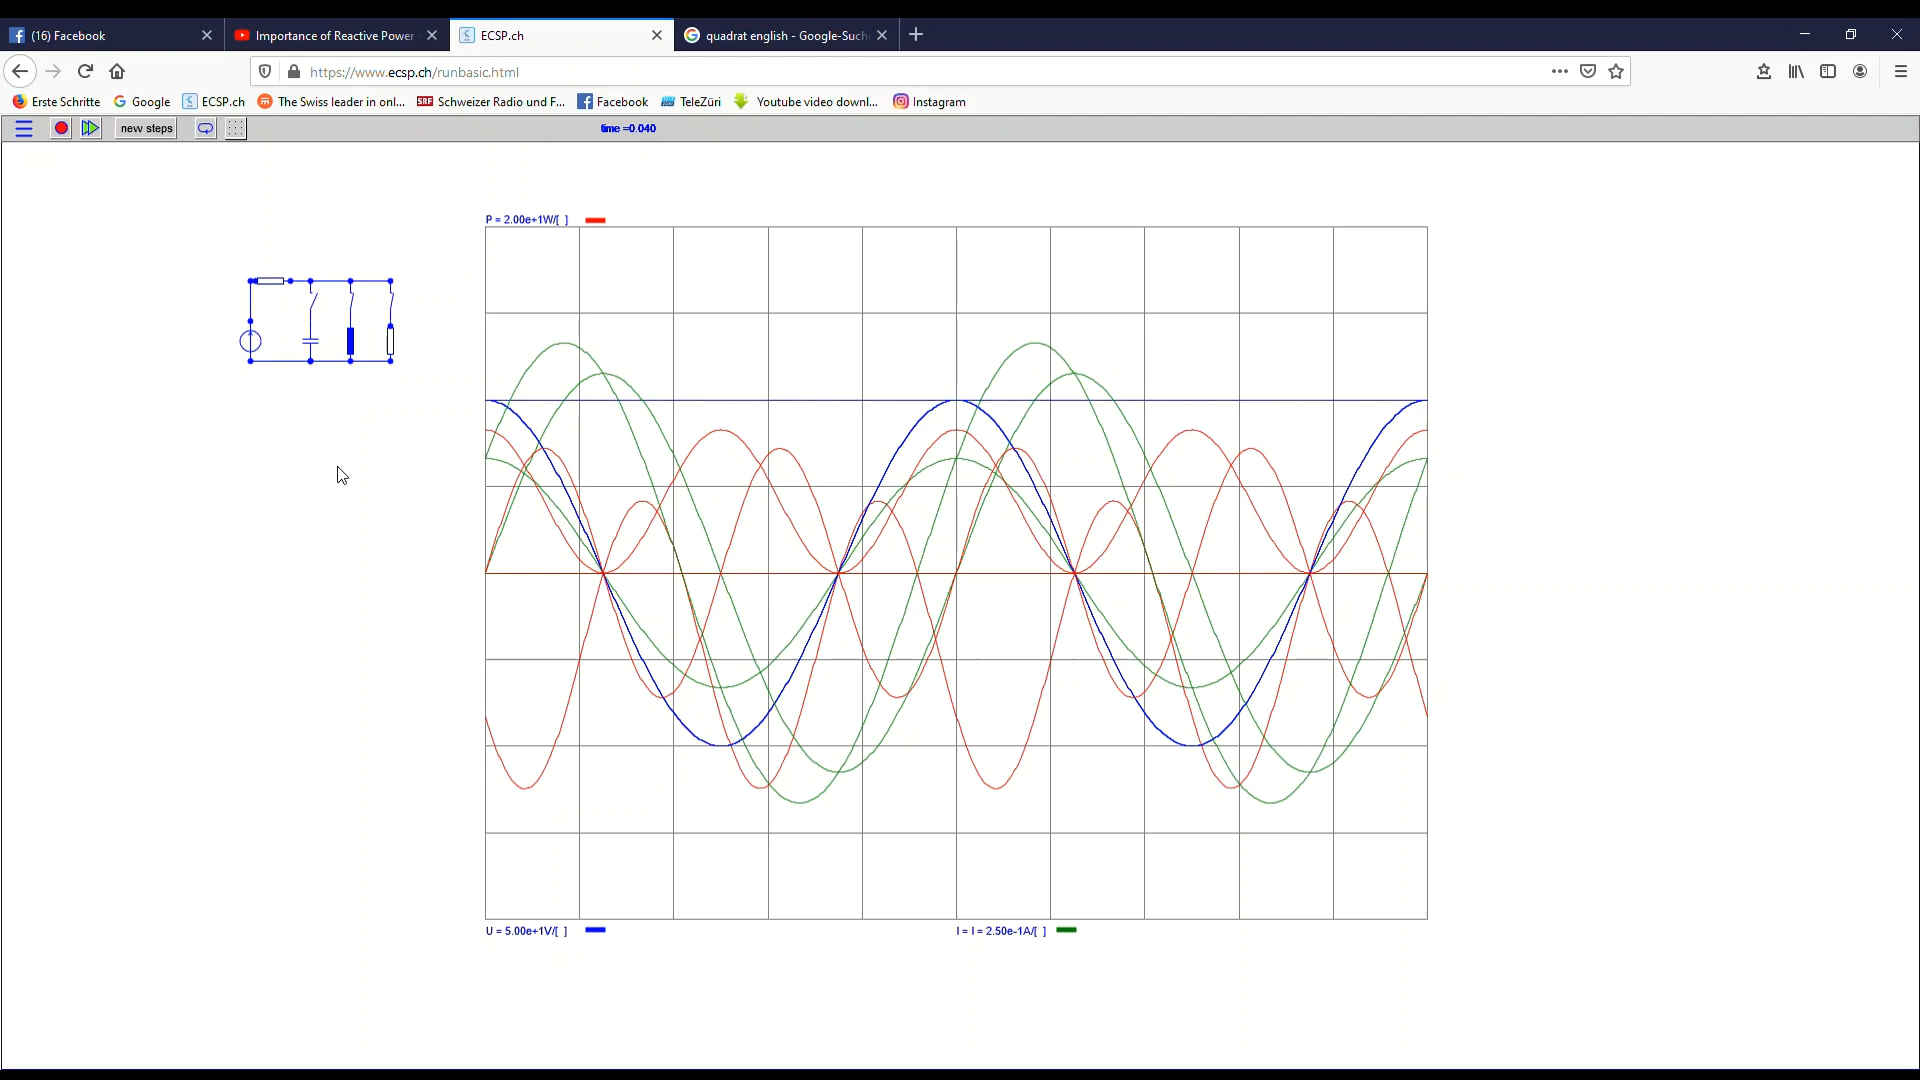 (16) Facebook
Importance of Reactive Power
ECSP.ch
quadrat english - Google-Such
https://www.ecsp.ch/runbasic.html
Erste Schritte
Google
ECSP.ch
The Swiss leader in onl...
SRF Schweizer Radio und F...
Facebook
TeleZüri
Youtube video downl...
Instagram
new steps
time =0.040
P = 2.00e+1W/[ ]
U = 5.00e+1V/[ ]
I = I = 2.50e-1A/[ ]